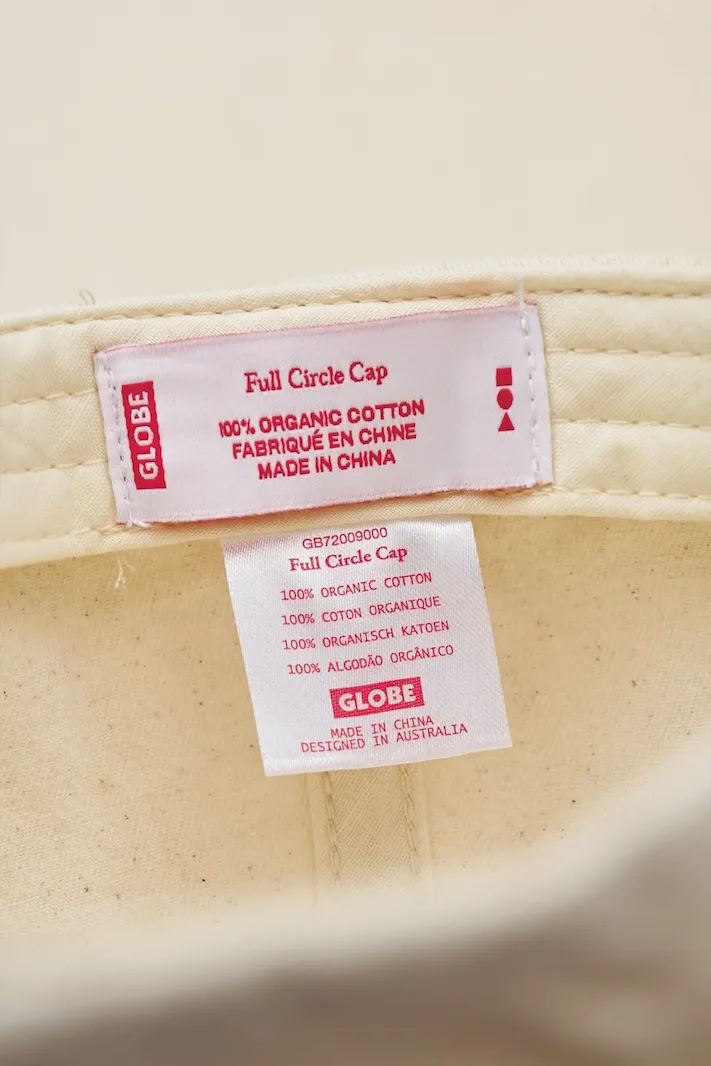 GLOBE
Full Circle Cap
100% ORGANIC COTTON
FABRIQUÉ EN CHINE
MADE IN CHINA
GB72009000
Full Circle Cap
100% ORGANIC COTTON
100% COTON ORGANIQUE
100% ORGANISCH KATOEN
100% ALGODÃO ORGÂNICO
GLOBE
MADE IN CHINA
DESIGNED IN AUSTRALIA